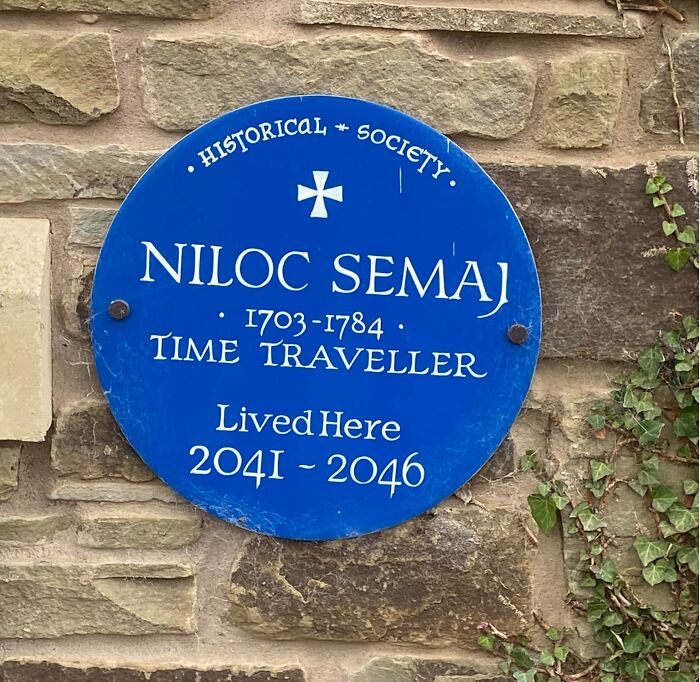 · HISTORICAL * SOCIETY ·
NILOC SEMAJ
· 1703-1784 ·
TIME TRAVELLER
Lived Here
2041 - 2046